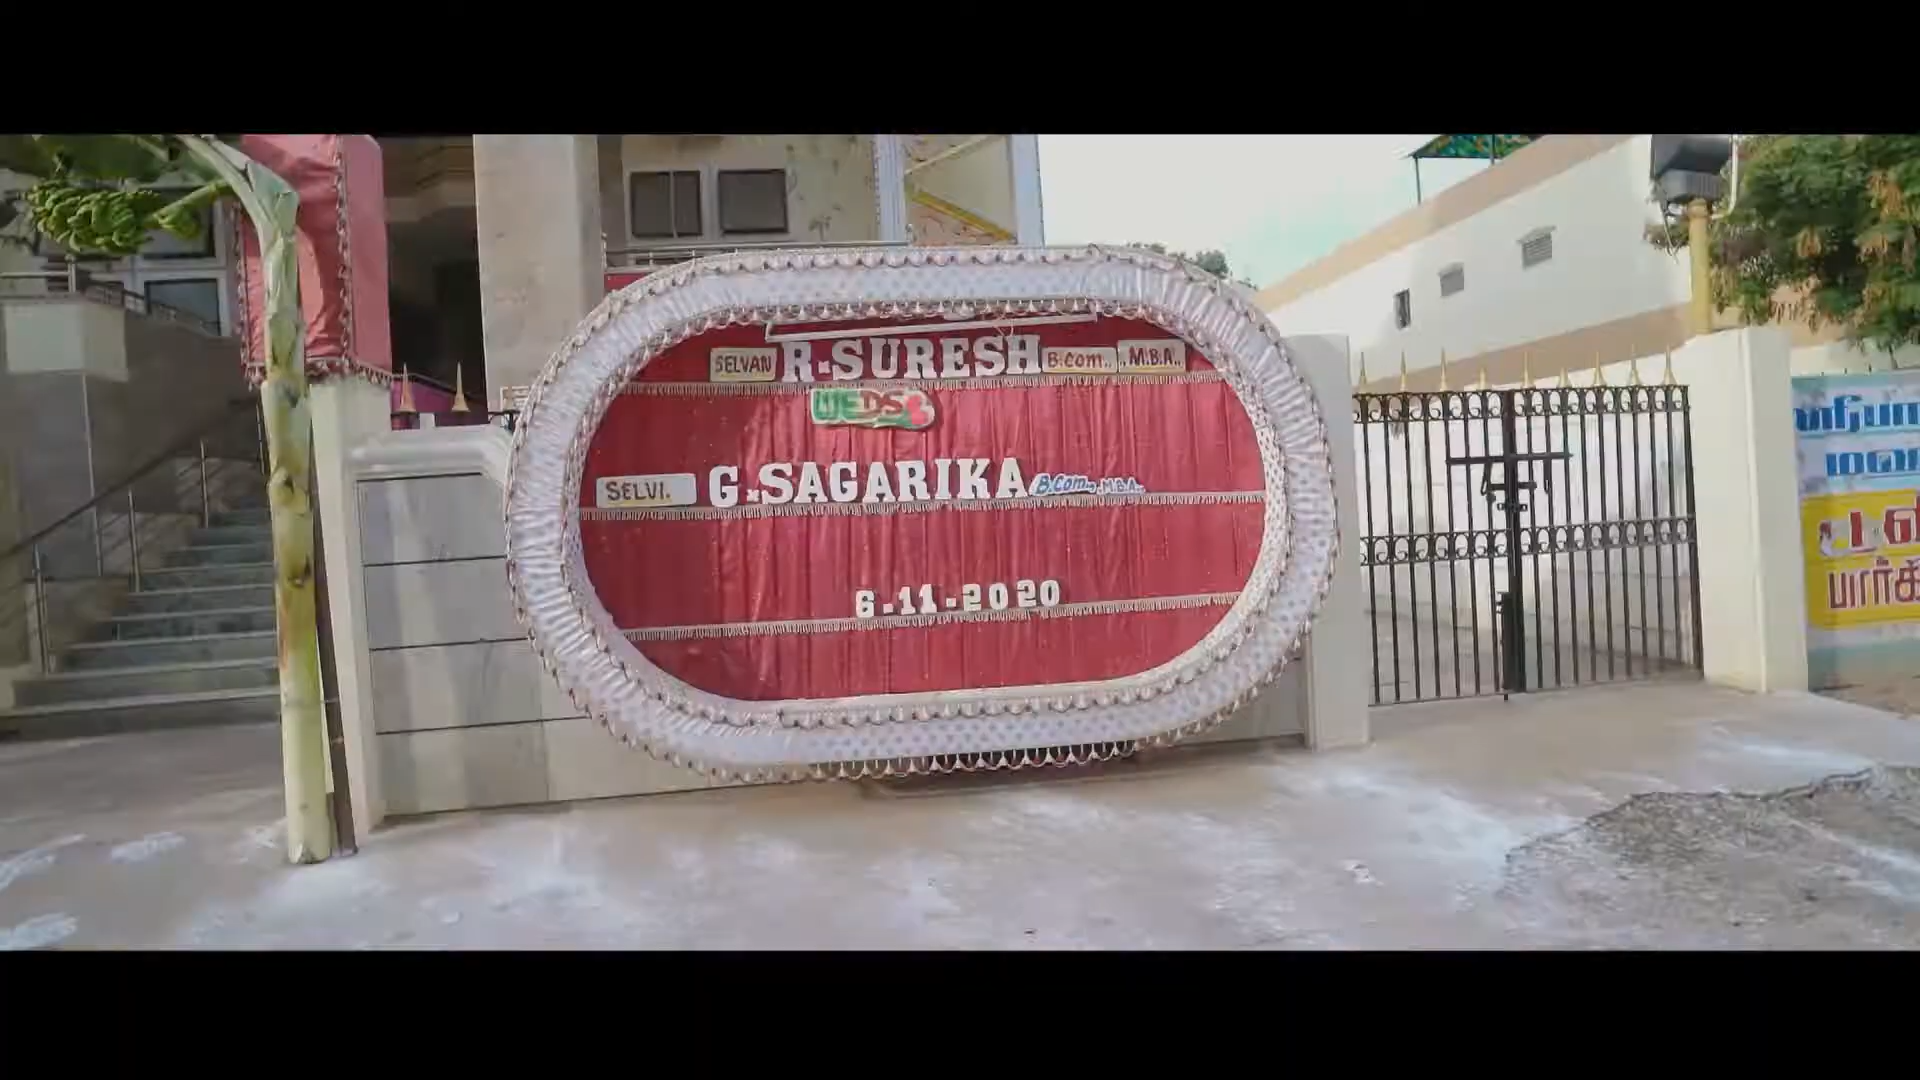 SELVAN R.SURESH B.Com., M.B.A.,
WEDS
SELVI. G.SAGARIKA B.Com., M.B.A.,
6-11-2020